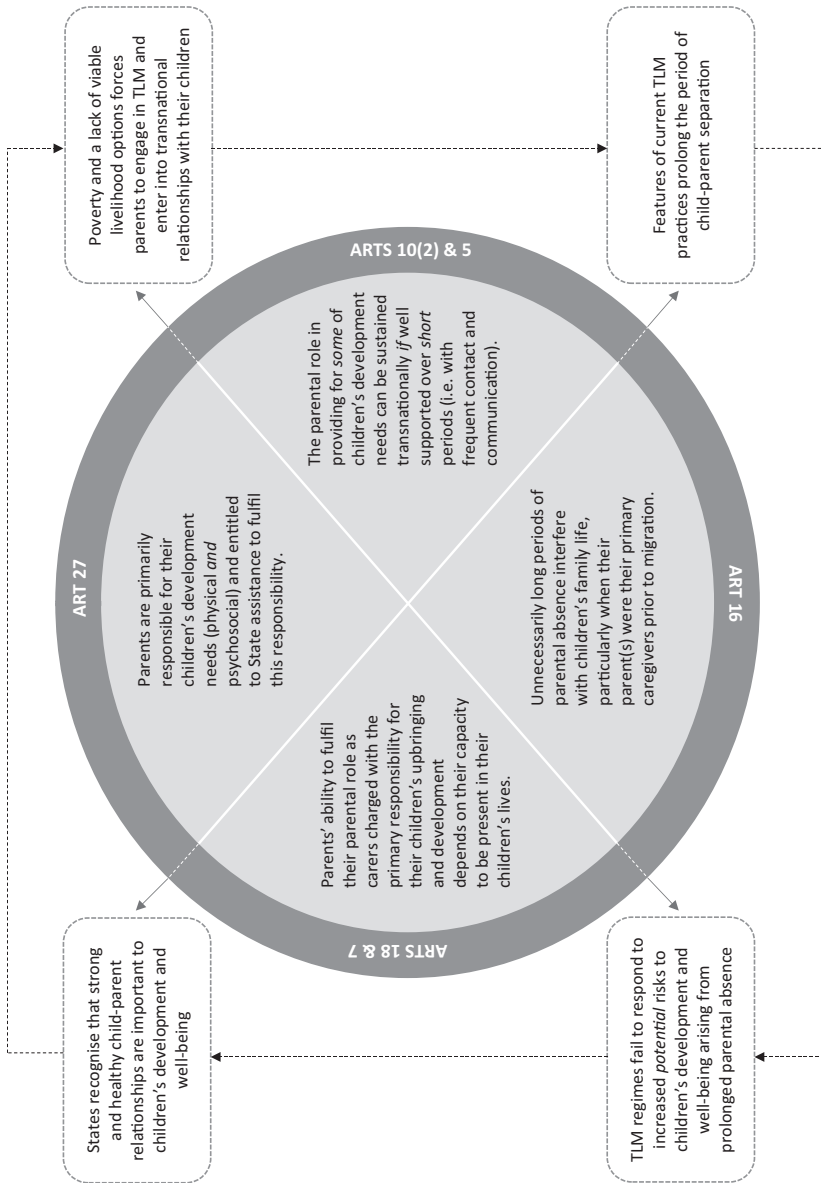 States recognise that strong
and healthy child-parent
relationships are important to
children's development and
well-being
Poverty and a lack of viable
livelihood options forces
parents to engage in TLM and
enter into transnational
relationships with their children
ART 27
Parents are primarily
responsible for their
children's development
needs (physical and
psychosocial) and entitled
to State assistance to fulfil
this responsibility.
ARTS 18 & 7
Parents' ability to fulfil
their parental role as
carers charged with the
primary responsibility for
their children's upbringing
and development
depends on their capacity
to be present in their
children's lives.
ARTS 10(2) & 5
The parental role in
providing for some of
children's development
needs can be sustained
transnationally if well
supported over short
periods (i.e. with
frequent contact and
communication).
Unnecessarily long periods of
parental absence interfere
with children's family life,
particularly when their
parent(s) were their primary
caregivers prior to migration.
ART 16
TLM regimes fail to respond to
increased potential risks to
children's development and
well-being arising from
prolonged parental absence
Features of current TLM
practices prolong the period of
child-parent separation